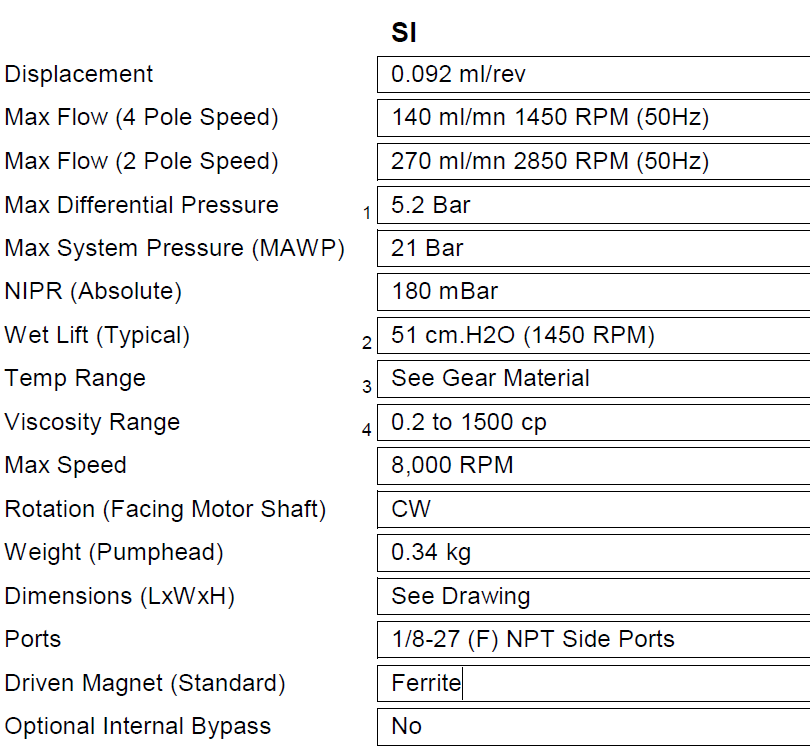 SI
Displacement 0.092 ml/rev
Max Flow (4 Pole Speed) 140 ml/mn 1450 RPM (50Hz)
Max Flow (2 Pole Speed) 270 ml/mn 2850 RPM (50Hz)
Max Differential Pressure 1 5.2 Bar
Max System Pressure (MAWP) 21 Bar
NIPR (Absolute) 180 mBar
Wet Lift (Typical) 2 51 cm.H2O (1450 RPM)
Temp Range 3 See Gear Material
Viscosity Range 4 0.2 to 1500 cp
Max Speed 8,000 RPM
Rotation (Facing Motor Shaft) CW
Weight (Pumphead) 0.34 kg
Dimensions (LxWxH) See Drawing
Ports 1/8-27 (F) NPT Side Ports
Driven Magnet (Standard) Ferrite
Optional Internal Bypass No